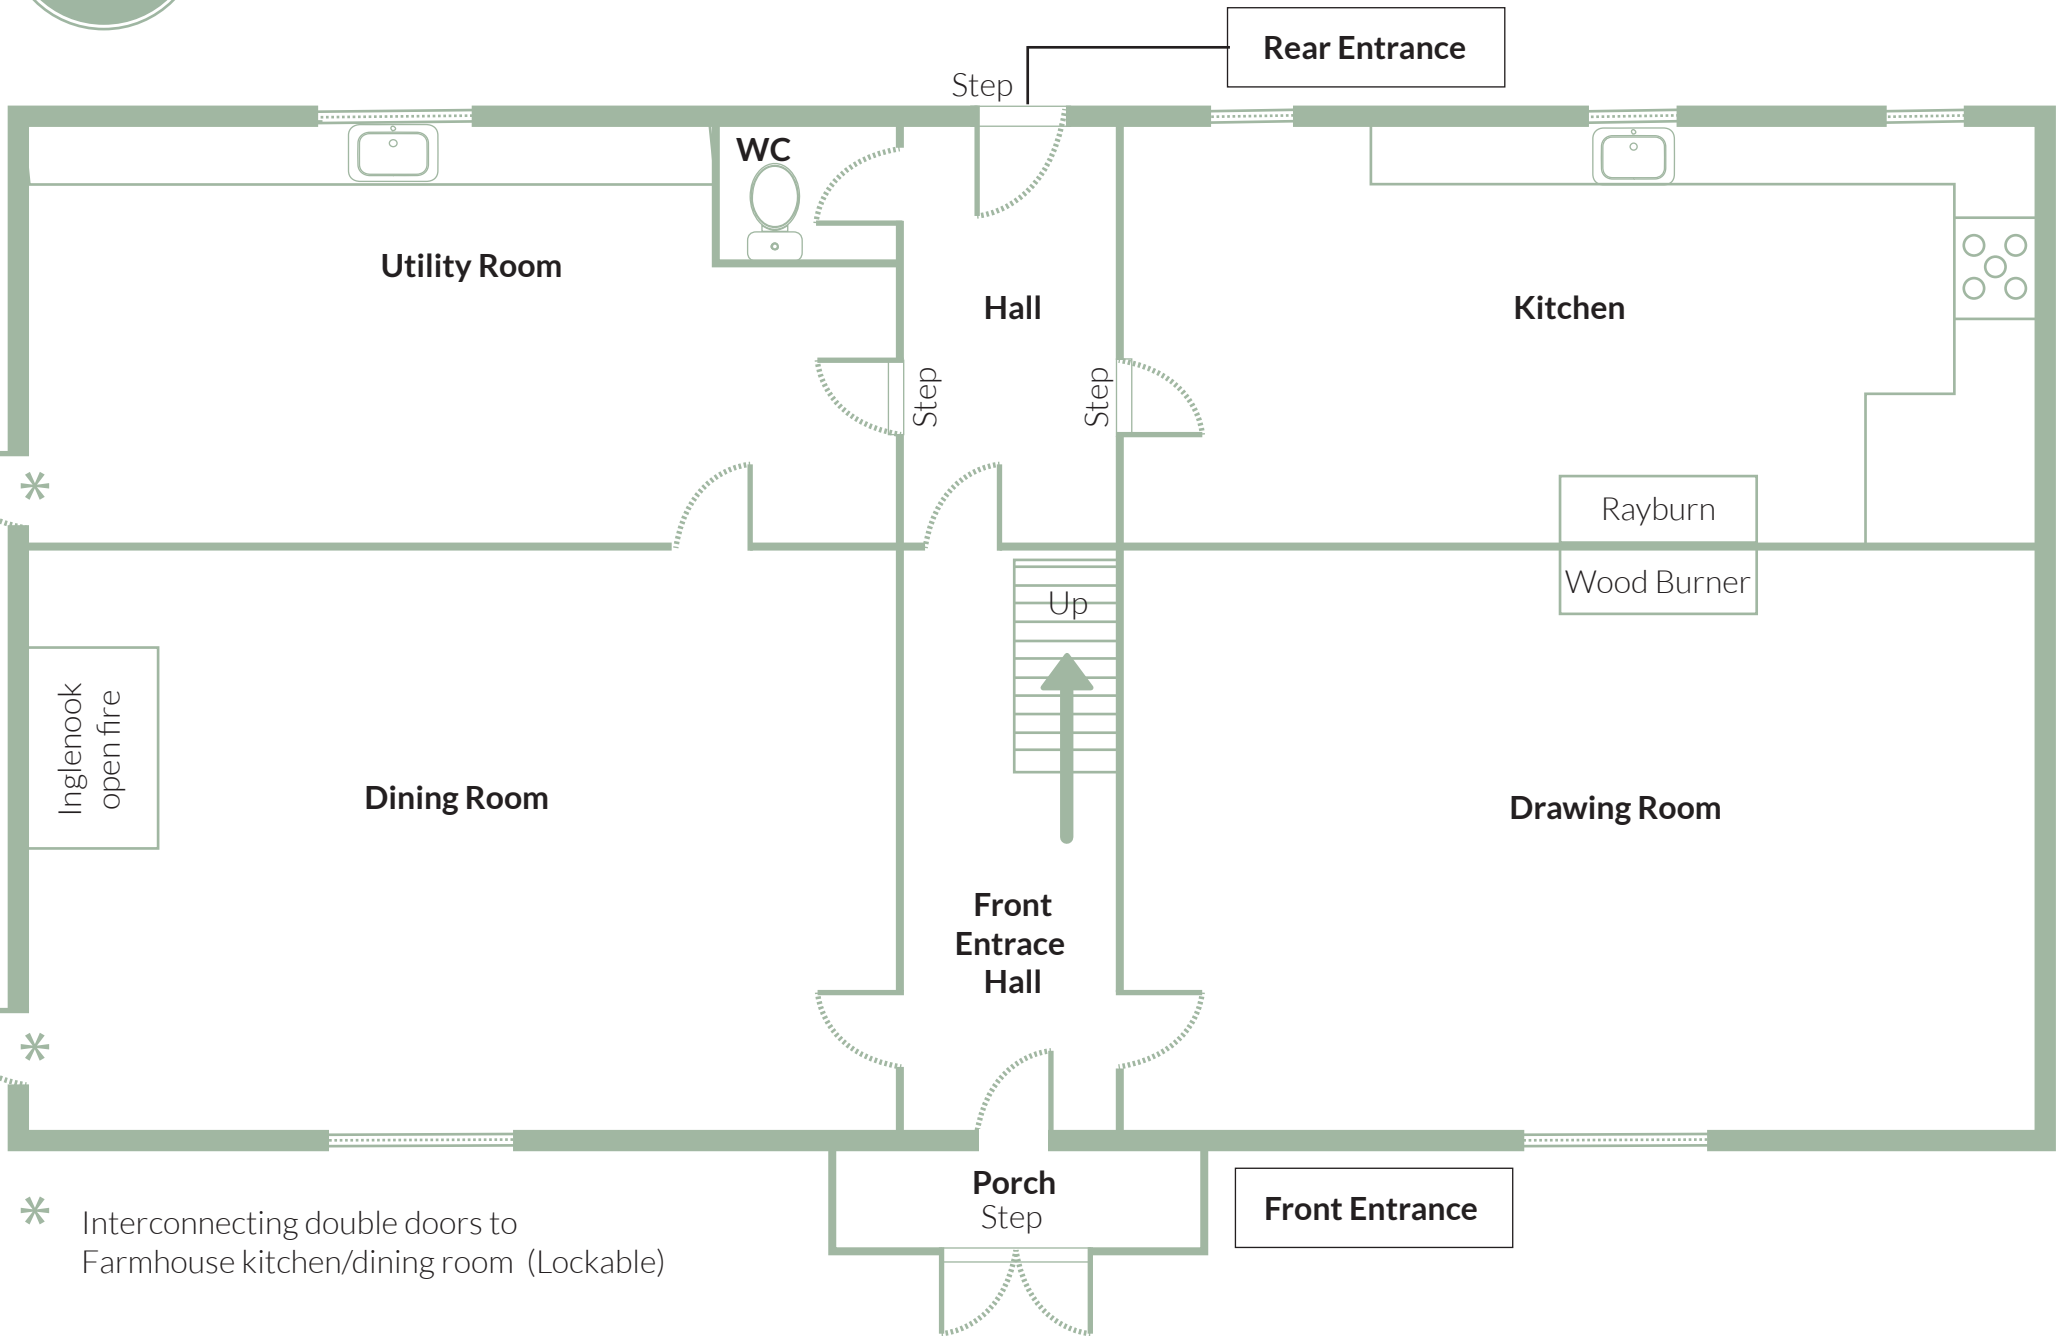 Rear Entrance
Step
WC
Utility Room
Hall
Kitchen
Step
Step
Rayburn
Wood Burner
Up
Inglenook
open fire
Dining Room
Drawing Room
Front
Entrace
Hall
Porch
Step
Front Entrance
* Interconnecting double doors to
Farmhouse kitchen/dining room (Lockable)